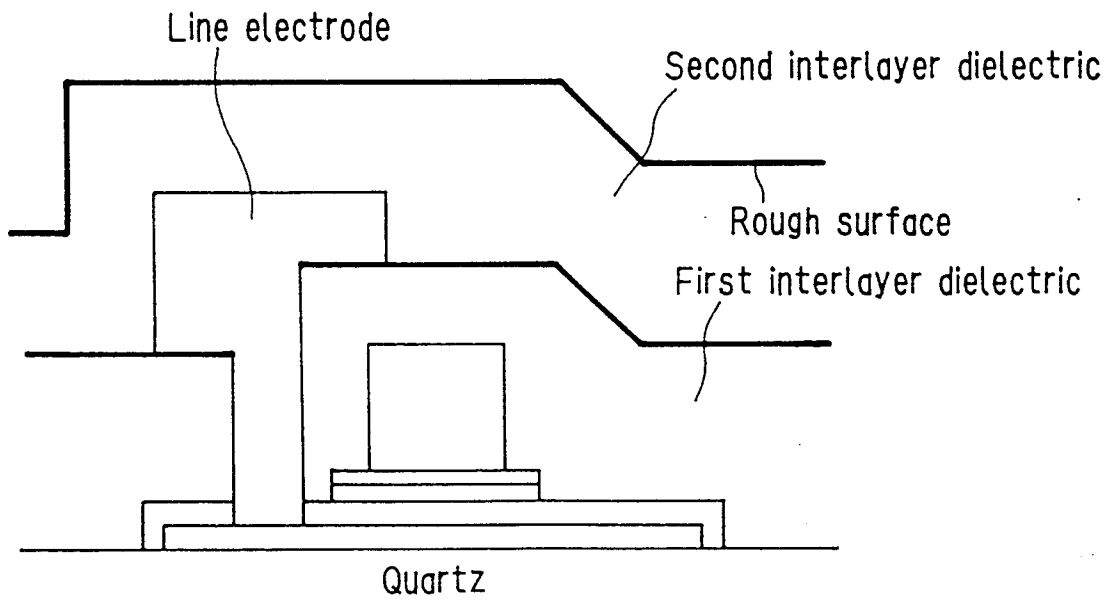 Line electrode
Second interlayer dielectric
Rough surface
First interlayer dielectric
Quartz